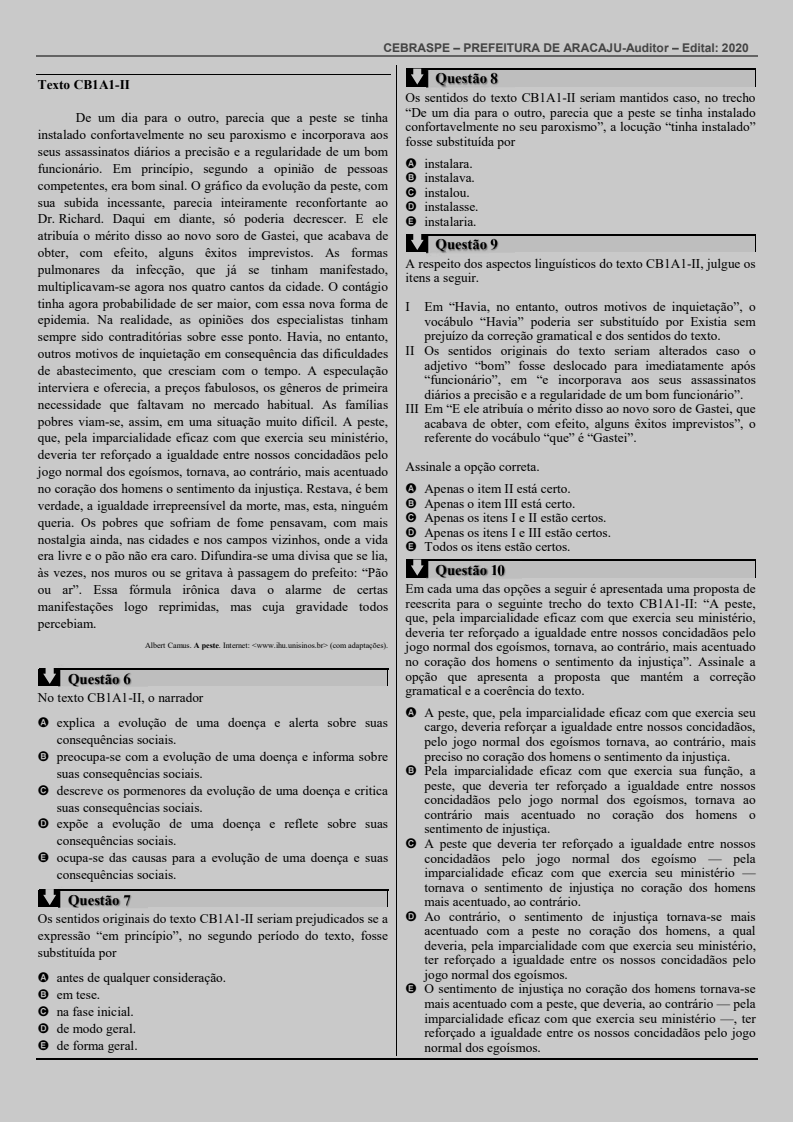 CEBRASPE – PREFEITURA DE ARACAJU-Auditor – Edital: 2020
Texto CB1A1-II
De um dia para o outro, parecia que a peste se tinha
instalado confortavelmente no seu paroxismo e incorporava aos
seus assassinatos diários a precisão e a regularidade de um bom
funcionário. Em princípio, segundo a opinião de pessoas
competentes, era bom sinal. O gráfico da evolução da peste, com
sua subida incessante, parecia inteiramente reconfortante ao
Dr. Richard. Daqui em diante, só poderia decrescer. E ele
atribuía o mérito disso ao novo soro de Gastei, que acabava de
obter, com efeito, alguns êxitos imprevistos. As formas
pulmonares da infecção, que já se tinham manifestado,
multiplicavam-se agora nos quatro cantos da cidade. O contágio
tinha agora probabilidade de ser maior, com essa nova forma de
epidemia. Na realidade, as opiniões dos especialistas tinham
sempre sido contraditórias sobre esse ponto. Havia, no entanto,
outros motivos de inquietação em consequência das dificuldades
de abastecimento, que cresciam com o tempo. A especulação
interviera e oferecia, a preços fabulosos, os gêneros de primeira
necessidade que faltavam no mercado habitual. As famílias
pobres viam-se, assim, em uma situação muito difícil. A peste,
que, pela imparcialidade eficaz com que exercia seu ministério,
deveria ter reforçado a igualdade entre nossos concidadãos pelo
jogo normal dos egoísmos, tornava, ao contrário, mais acentuado
no coração dos homens o sentimento da injustiça. Restava, é bem
verdade, a igualdade irrepreensível da morte, mas, esta, ninguém
queria. Os pobres que sofriam de fome pensavam, com mais
nostalgia ainda, nas cidades e nos campos vizinhos, onde a vida
era livre e o pão não era caro. Difundira-se uma divisa que se lia,
às vezes, nos muros ou se gritava à passagem do prefeito: “Pão
ou ar”. Essa fórmula irônica dava o alarme de certas
manifestações logo reprimidas, mas cuja gravidade todos
percebiam.
Albert Camus. A peste. Internet: <www.ihu.unisinos.br> (com adaptações).
Questão 6
No texto CB1A1-II, o narrador
A explica a evolução de uma doença e alerta sobre suas
consequências sociais.
B preocupa-se com a evolução de uma doença e informa sobre
suas consequências sociais.
C descreve os pormenores da evolução de uma doença e critica
suas consequências sociais.
D expõe a evolução de uma doença e reflete sobre suas
consequências sociais.
E ocupa-se das causas para a evolução de uma doença e suas
consequências sociais.
Questão 7
Os sentidos originais do texto CB1A1-II seriam prejudicados se a
expressão “em princípio”, no segundo período do texto, fosse
substituída por
A antes de qualquer consideração.
B em tese.
C na fase inicial.
D de modo geral.
E de forma geral.
Questão 8
Os sentidos do texto CB1A1-II seriam mantidos caso, no trecho
“De um dia para o outro, parecia que a peste se tinha instalado
confortavelmente no seu paroxismo”, a locução “tinha instalado”
fosse substituída por
A instalara.
B instalava.
C instalou.
D instalasse.
E instalaria.
Questão 9
A respeito dos aspectos linguísticos do texto CB1A1-II, julgue os
itens a seguir.
I Em “Havia, no entanto, outros motivos de inquietação”, o
vocábulo “Havia” poderia ser substituído por Existia sem
prejuízo da correção gramatical e dos sentidos do texto.
II Os sentidos originais do texto seriam alterados caso o
adjetivo “bom” fosse deslocado para imediatamente após
“funcionário”, em “e incorporava aos seus assassinatos
diários a precisão e a regularidade de um bom funcionário”.
III Em “E ele atribuía o mérito disso ao novo soro de Gastei, que
acabava de obter, com efeito, alguns êxitos imprevistos”, o
referente do vocábulo “que” é “Gastei”.
Assinale a opção correta.
A Apenas o item II está certo.
B Apenas o item III está certo.
C Apenas os itens I e II estão certos.
D Apenas os itens I e III estão certos.
E Todos os itens estão certos.
Questão 10
Em cada uma das opções a seguir é apresentada uma proposta de
reescrita para o seguinte trecho do texto CB1A1-II: “A peste,
que, pela imparcialidade eficaz com que exercia seu ministério,
deveria ter reforçado a igualdade entre nossos concidadãos pelo
jogo normal dos egoísmos, tornava, ao contrário, mais acentuado
no coração dos homens o sentimento da injustiça”. Assinale a
opção que apresenta a proposta que mantém a correção
gramatical e a coerência do texto.
A A peste, que, pela imparcialidade eficaz com que exercia seu
cargo, deveria reforçar a igualdade entre nossos concidadãos,
pelo jogo normal dos egoísmos tornava, ao contrário, mais
preciso no coração dos homens o sentimento da injustiça.
B Pela imparcialidade eficaz com que exercia sua função, a
peste, que deveria ter reforçado a igualdade entre nossos
concidadãos pelo jogo normal dos egoísmos, tornava ao
contrário mais acentuado no coração dos homens o
sentimento de injustiça.
C A peste que deveria ter reforçado a igualdade entre nossos
concidadãos pelo jogo normal dos egoísmo — pela
imparcialidade eficaz com que exercia seu ministério —
tornava o sentimento de injustiça no coração dos homens
mais acentuado, ao contrário.
D Ao contrário, o sentimento de injustiça tornava-se mais
acentuado com a peste no coração dos homens, a qual
deveria, pela imparcialidade com que exercia seu ministério,
ter reforçado a igualdade entre os nossos concidadãos pelo
jogo normal dos egoísmos.
E O sentimento de injustiça no coração dos homens tornava-se
mais acentuado com a peste, que deveria, ao contrário — pela
imparcialidade eficaz com que exercia seu ministério —, ter
reforçado a igualdade entre os nossos concidadãos pelo jogo
normal dos egoísmos.